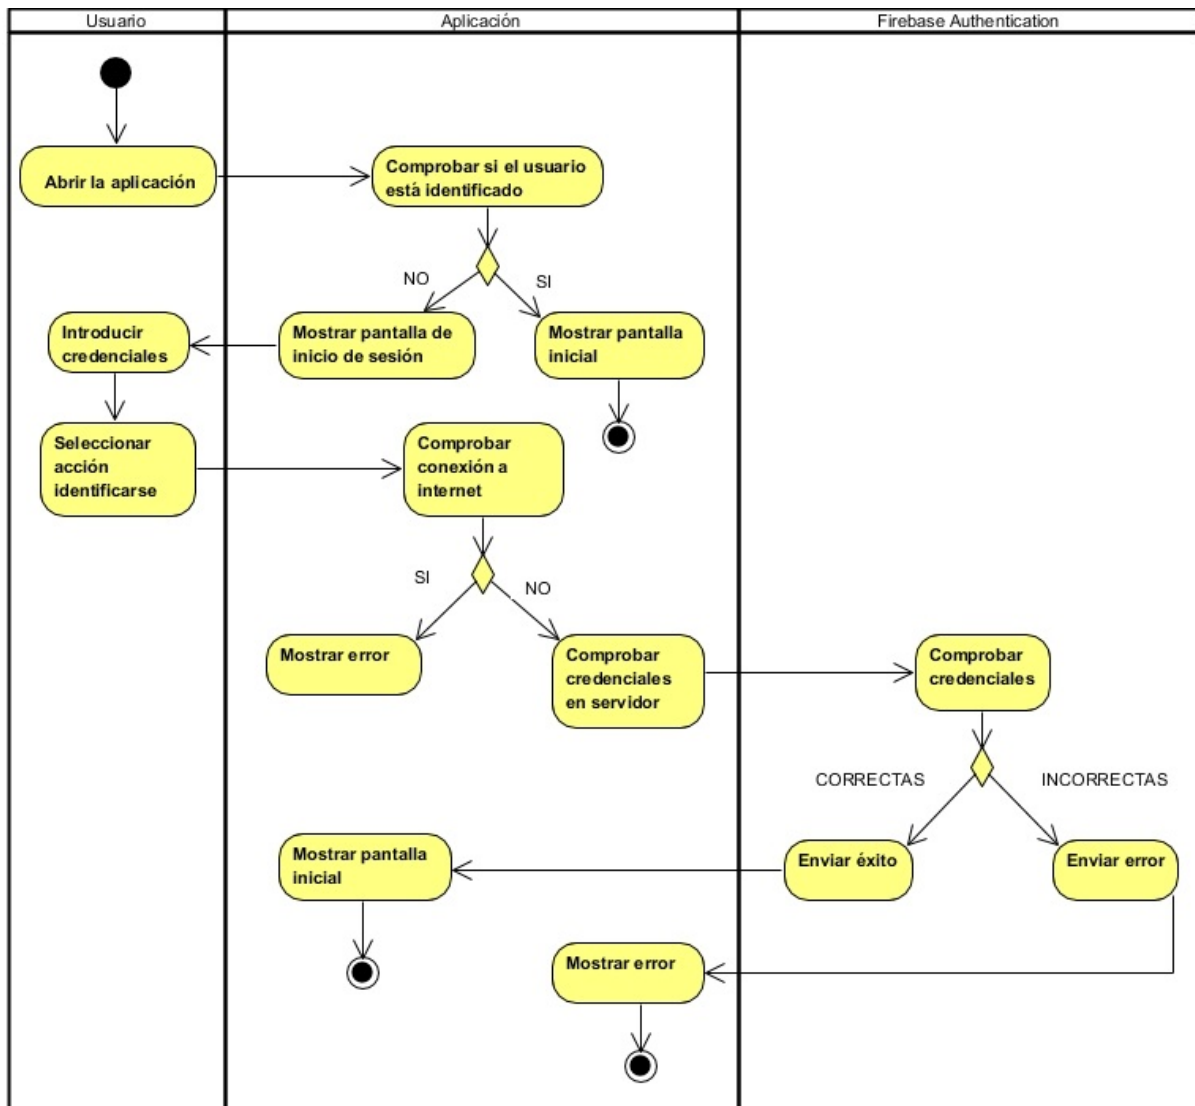 Usuario
Aplicación
Firebase Authentication
Abrir la aplicación
Comprobar si el usuario
está identificado
NO
SI
Introducir
credenciales
Mostrar pantalla de
inicio de sesión
Mostrar pantalla
inicial
Seleccionar
acción
identificarse
Comprobar
conexión a
internet
SI
NO
Mostrar error
Comprobar
credenciales
en servidor
Comprobar
credenciales
CORRECTAS
INCORRECTAS
Mostrar pantalla
inicial
Enviar éxito
Enviar error
Mostrar error